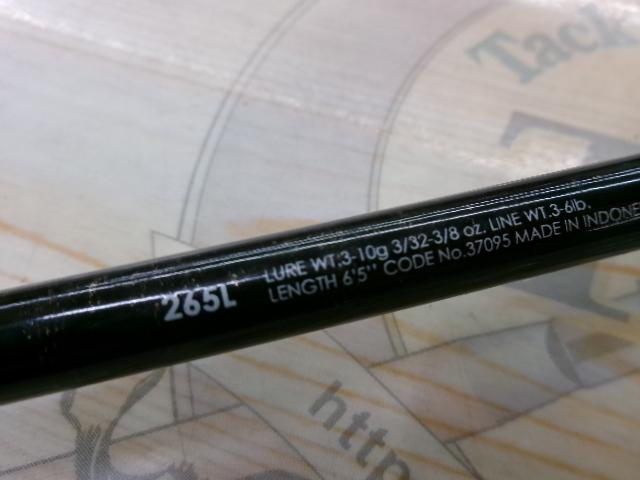 Tack
265L
LURE WT:3-10g 3/32-3/8 oz. LINE WT.3-6lb.
LENGTH 6'5'' CODE No.37095 MADE IN INDONE
http